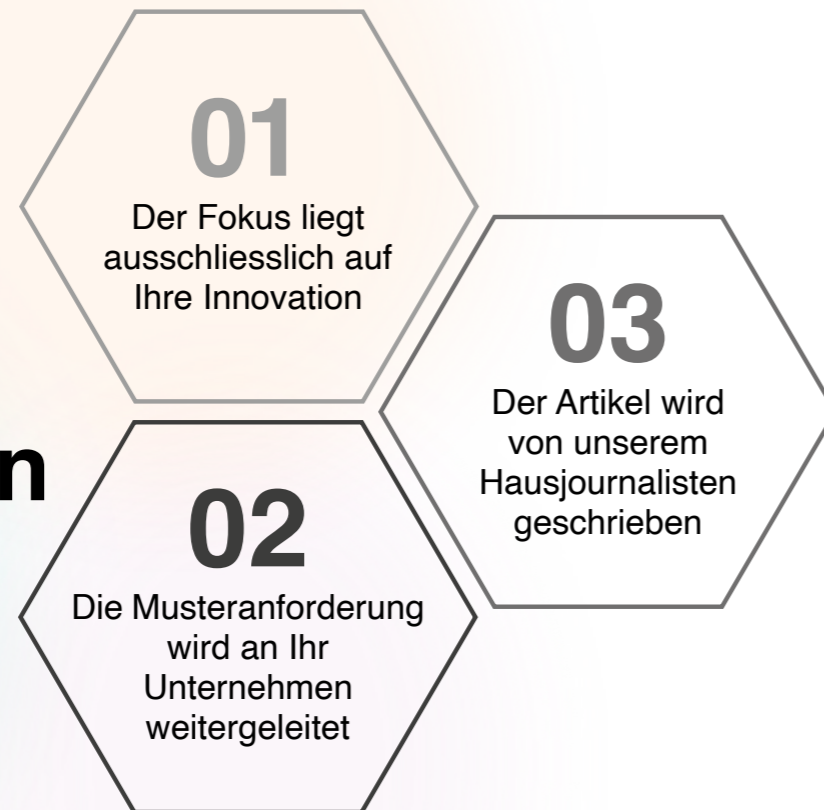 01
Der Fokus liegt
ausschliesslich auf
Ihre Innovation
n
02
Die Musteranforderung
wird an Ihr
Unternehmen
weitergeleitet
03
Der Artikel wird
von unserem
Hausjournalisten
geschrieben